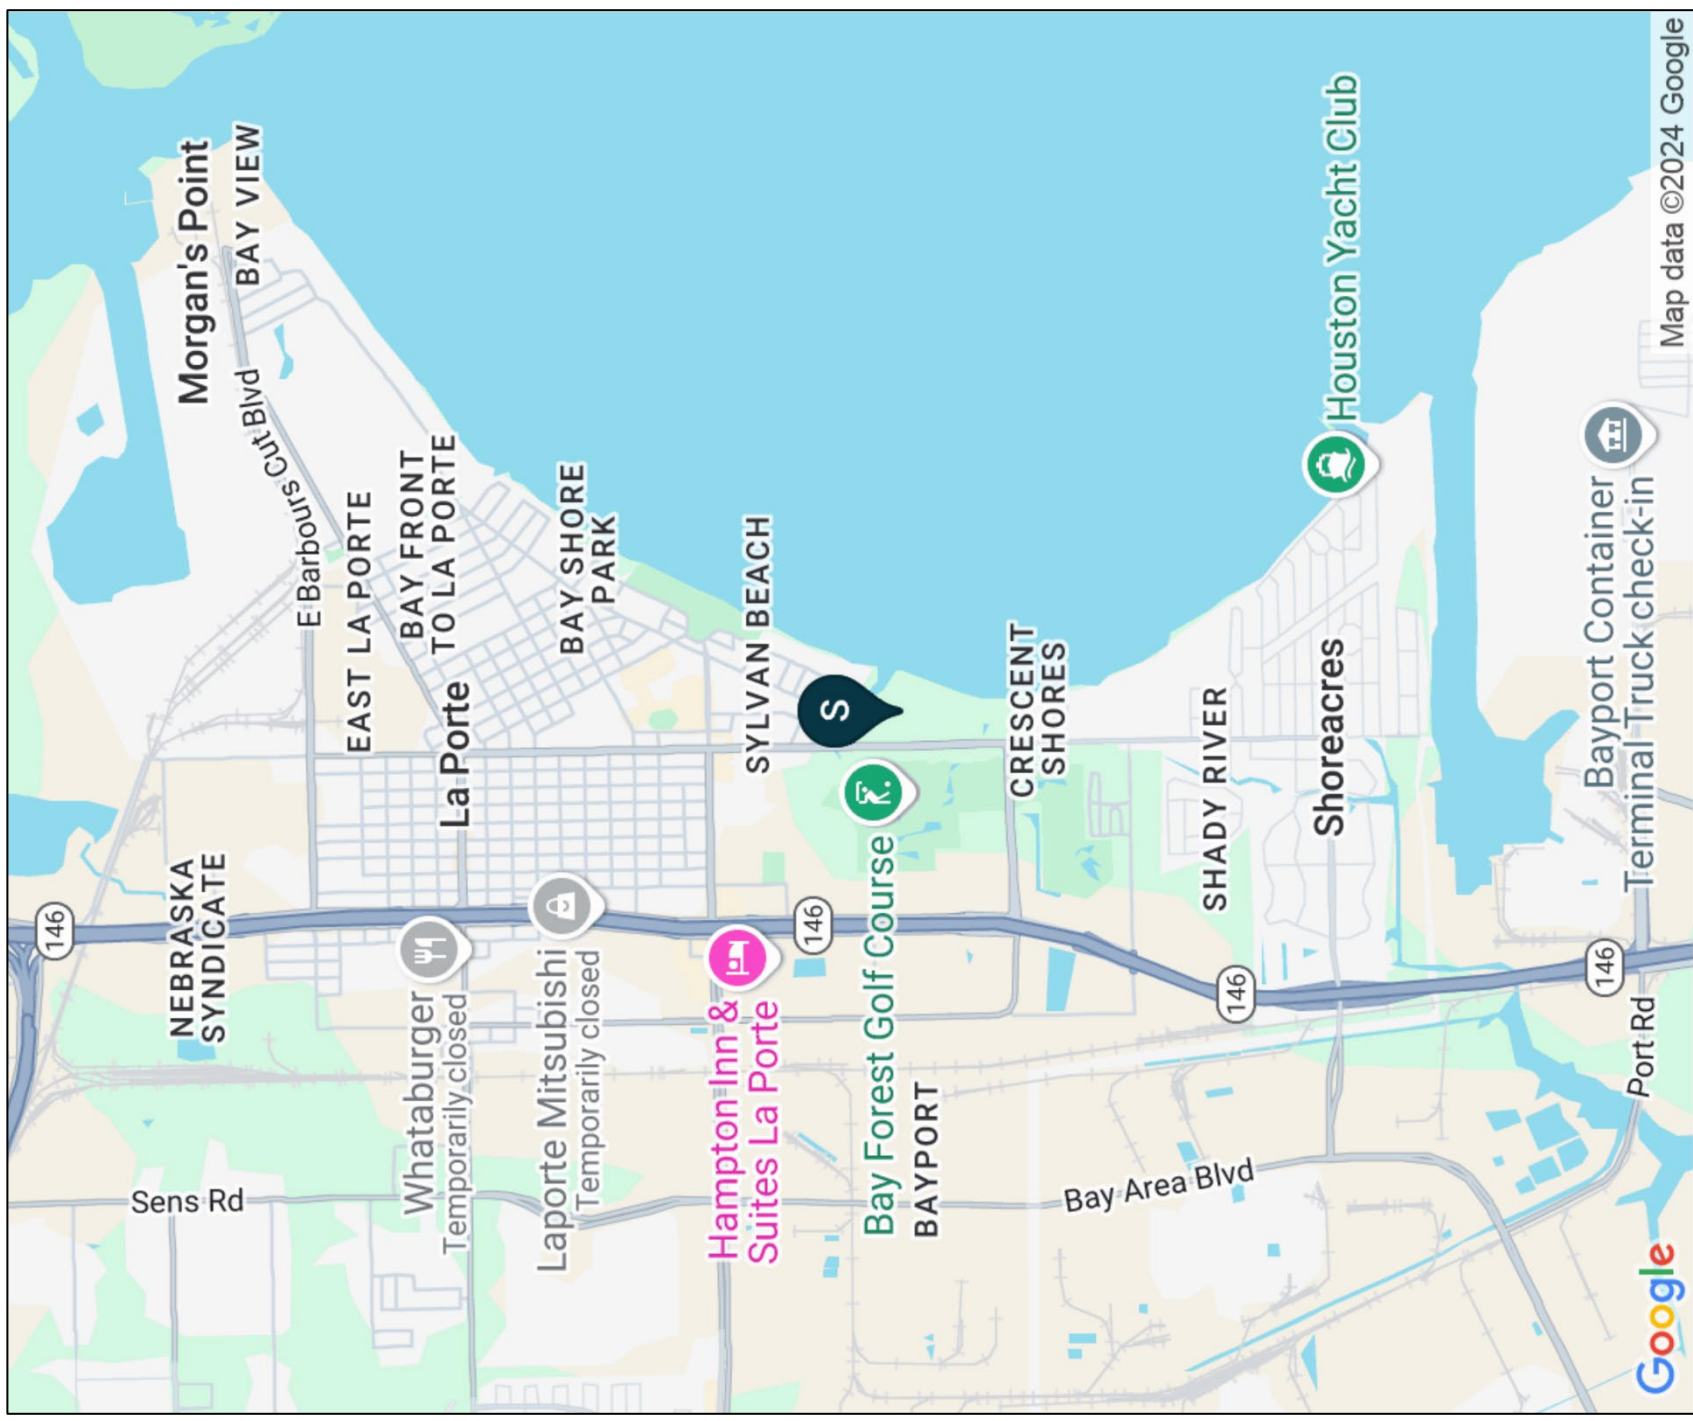 Morgan's Point
BAY VIEW
E Barbours Cut Blvd
NEBRASKA
SYNDICATE
146
EAST LA PORTE
BAY FRONT
TO LA PORTE
La Porte
Whataburger
Temporarily closed
BAY SHORE
PARK
Laporte Mitsubishi
Temporarily closed
Sens Rd
SYLVAN BEACH
Hampton Inn &
Suites La Porte
146
S
Bay Forest Golf Course
BAYPORT
CRESCENT
SHORES
Bay Area Blvd
SHADY RIVER
146
Houston Yacht Club
Shoreacres
Bayport Container
Terminal Truck check-in
146
Port Rd
Google
Map data ©2024 Google